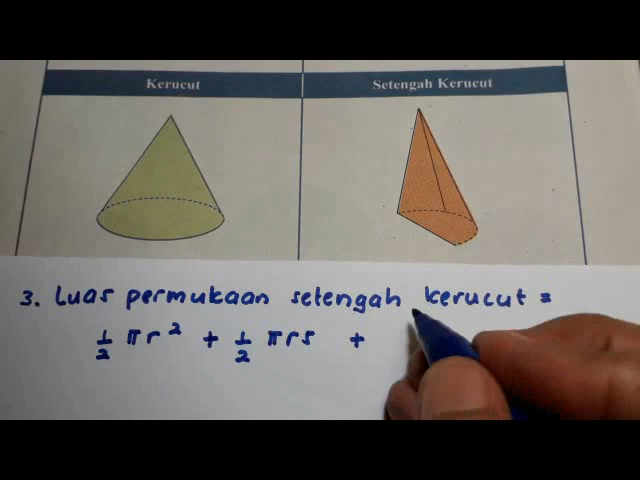 Kerucut
Setengah Kerucut
3. Luas permukaan setengah kerucut =
1/2 πr² + 1/2 πrs +